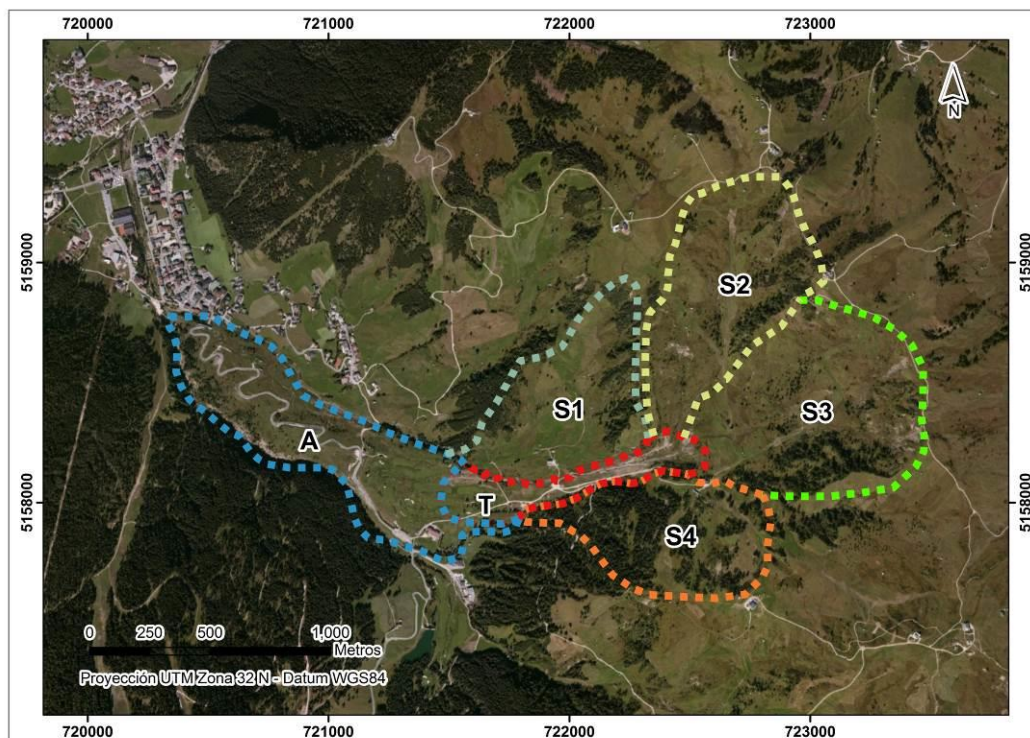 720000 721000 722000 723000
N
5159000 5159000
S2
S1 S3
A
T
5158000 5158000
S4
0 250 500 1,000
Metros
Proyección UTM Zona 32 N - Datum WGS84
720000 721000 722000 723000